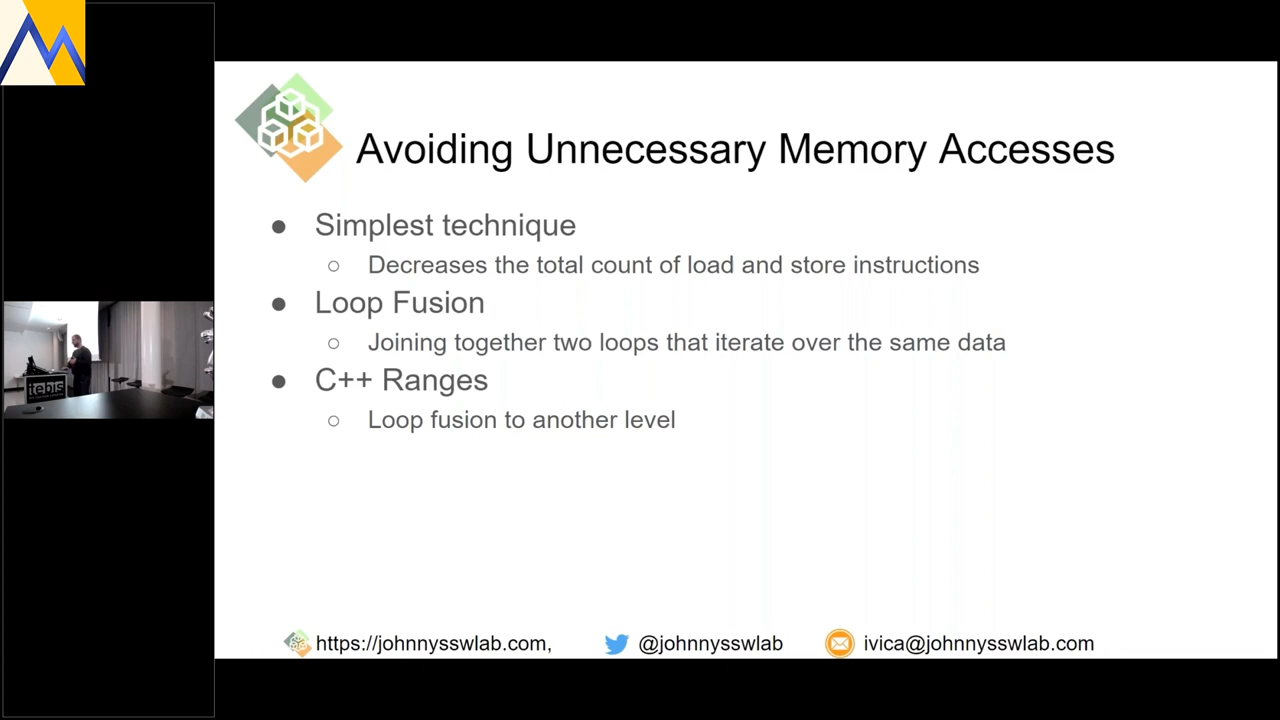 Avoiding Unnecessary Memory Accesses
● Simplest technique
○ Decreases the total count of load and store instructions
● Loop Fusion
○ Joining together two loops that iterate over the same data
● C++ Ranges
○ Loop fusion to another level
tebis
https://johnnysswlab.com, @johnnysswlab ivica@johnnysswlab.com